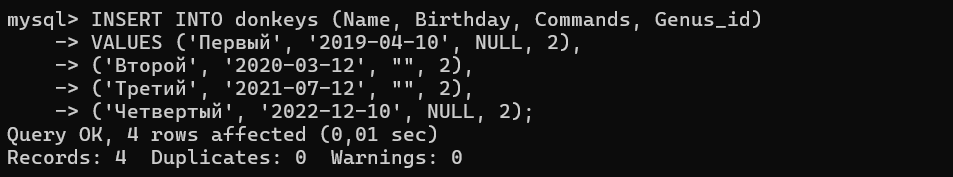 mysql> INSERT INTO donkeys (Name, Birthday, Commands, Genus_id)
    -> VALUES ('Первый', '2019-04-10', NULL, 2),
    -> ('Второй', '2020-03-12', "", 2),
    -> ('Третий', '2021-07-12', "", 2),
    -> ('Четвертый', '2022-12-10', NULL, 2);
Query OK, 4 rows affected (0,01 sec)
Records: 4  Duplicates: 0  Warnings: 0